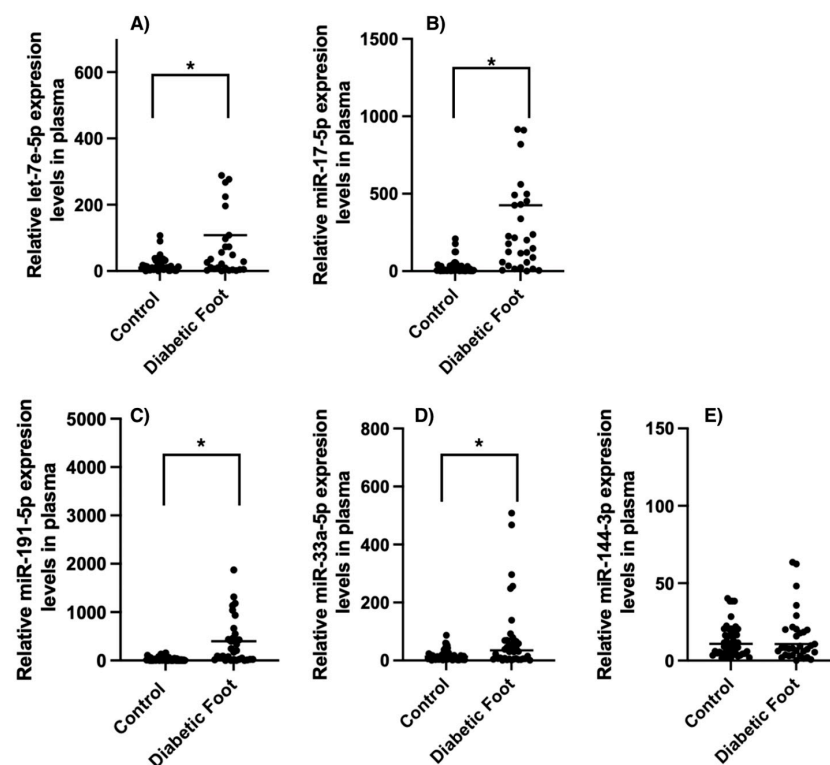 A)
Relative let-7e-5p expresion
levels in plasma
600
400
200
0
*
Control
Diabetic Foot
B)
Relative miR-17-5p expresion
levels in plasma
1500
1000
500
0
*
Control
Diabetic Foot
C)
Relative miR-191-5p expresion
levels in plasma
5000
4000
3000
2000
1000
0
*
Control
Diabetic Foot
D)
Relative miR-33a-5p expresion
levels in plasma
800
600
400
200
0
*
Control
Diabetic Foot
E)
Relative miR-144-3p expresion
levels in plasma
150
100
50
0
Control
Diabetic Foot